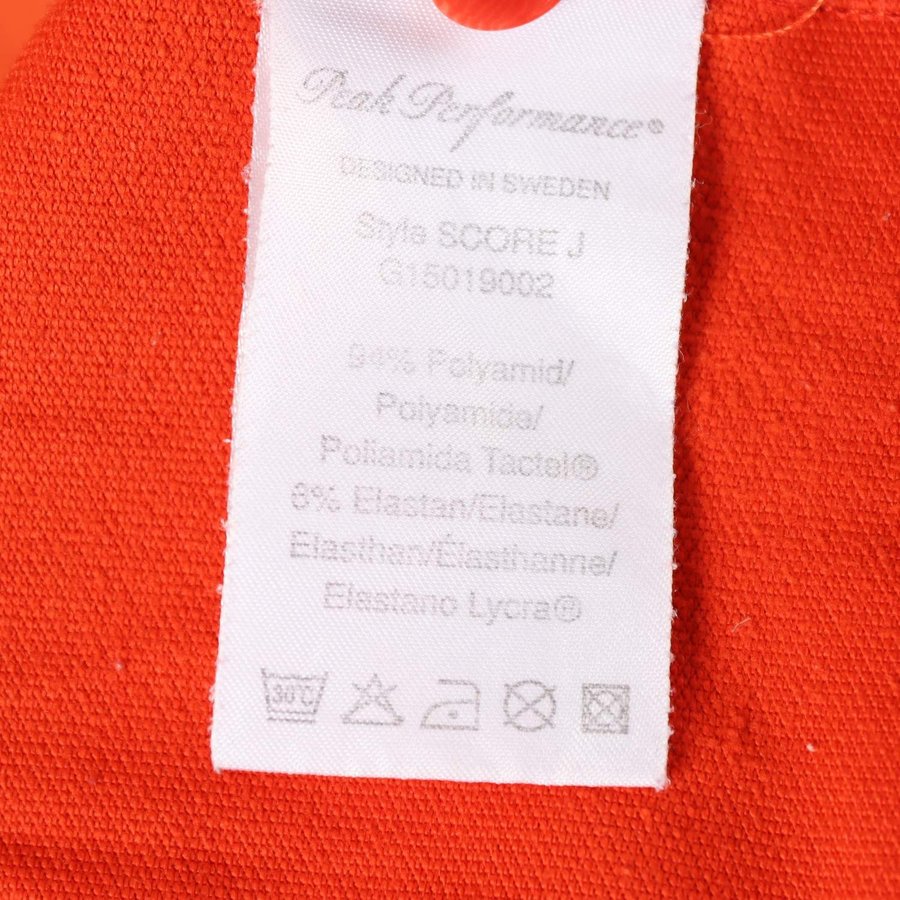 Peak Performance®
DESIGNED IN SWEDEN
Style SCORE J
G15019002
94% Polyamid/
Polyamide/
Poliamida Tactel®
6% Elastan/Elastane/
Elasthan/Élasthanne/
Elastano Lycra®
30°C